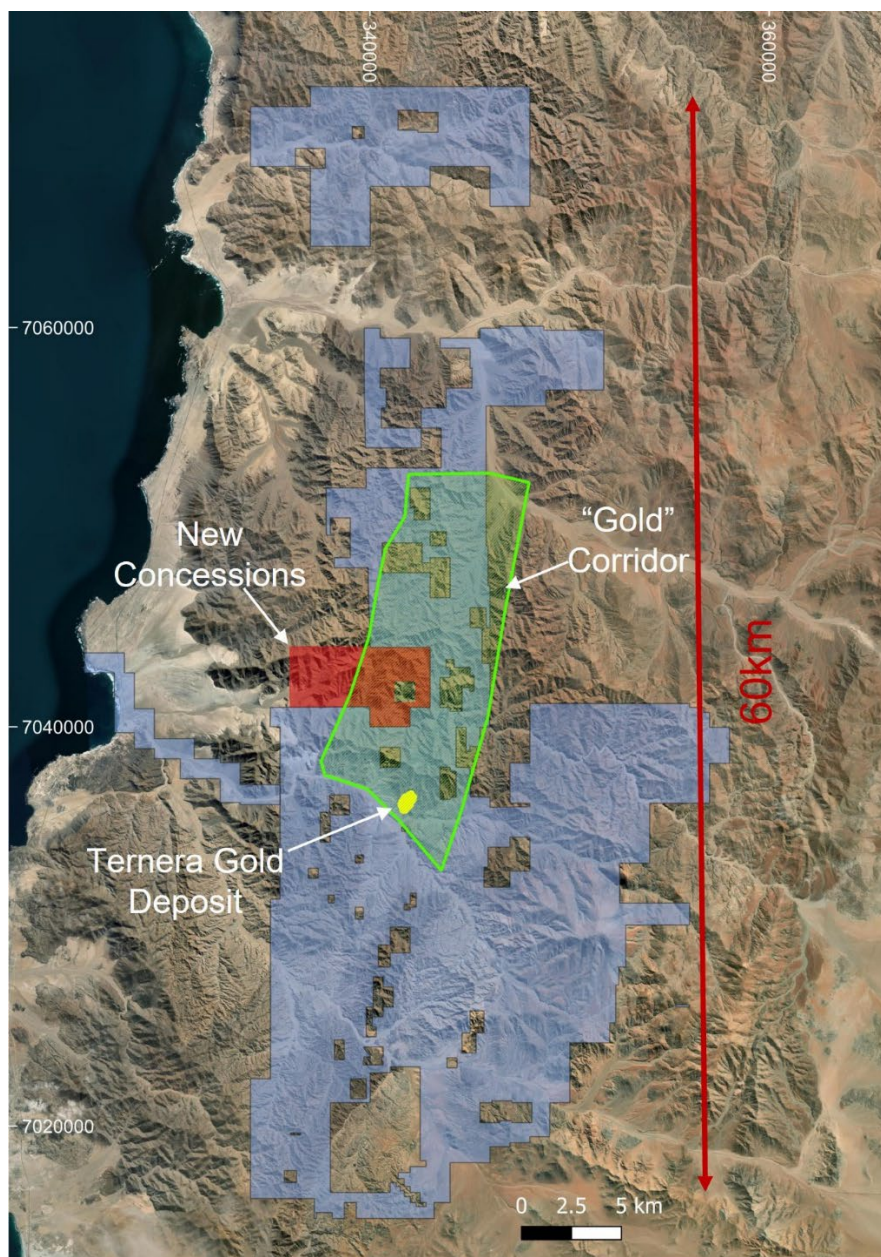 340000
360000
7060000
New
Concessions
“Gold”
Corridor
60km
7040000
Ternera Gold
Deposit
7020000
0 2.5 5 km